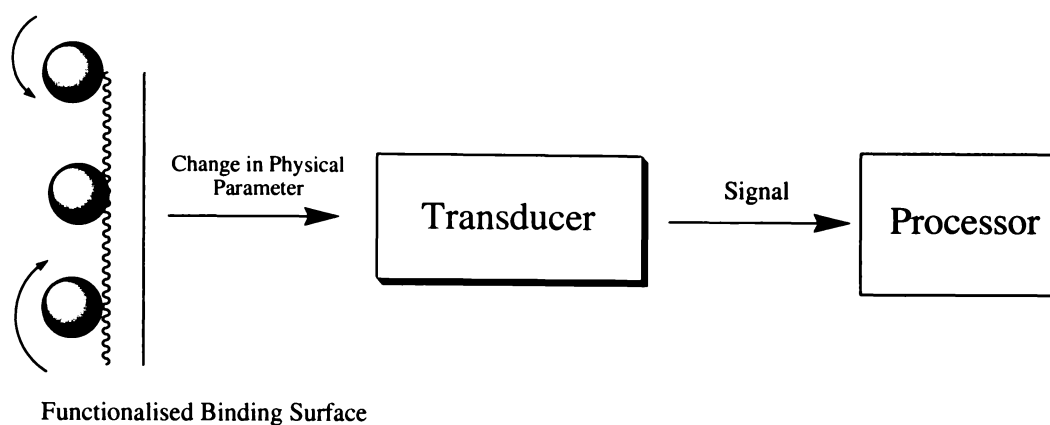 Change in Physical
Parameter
Transducer
Signal
Processor
Functionalised Binding Surface